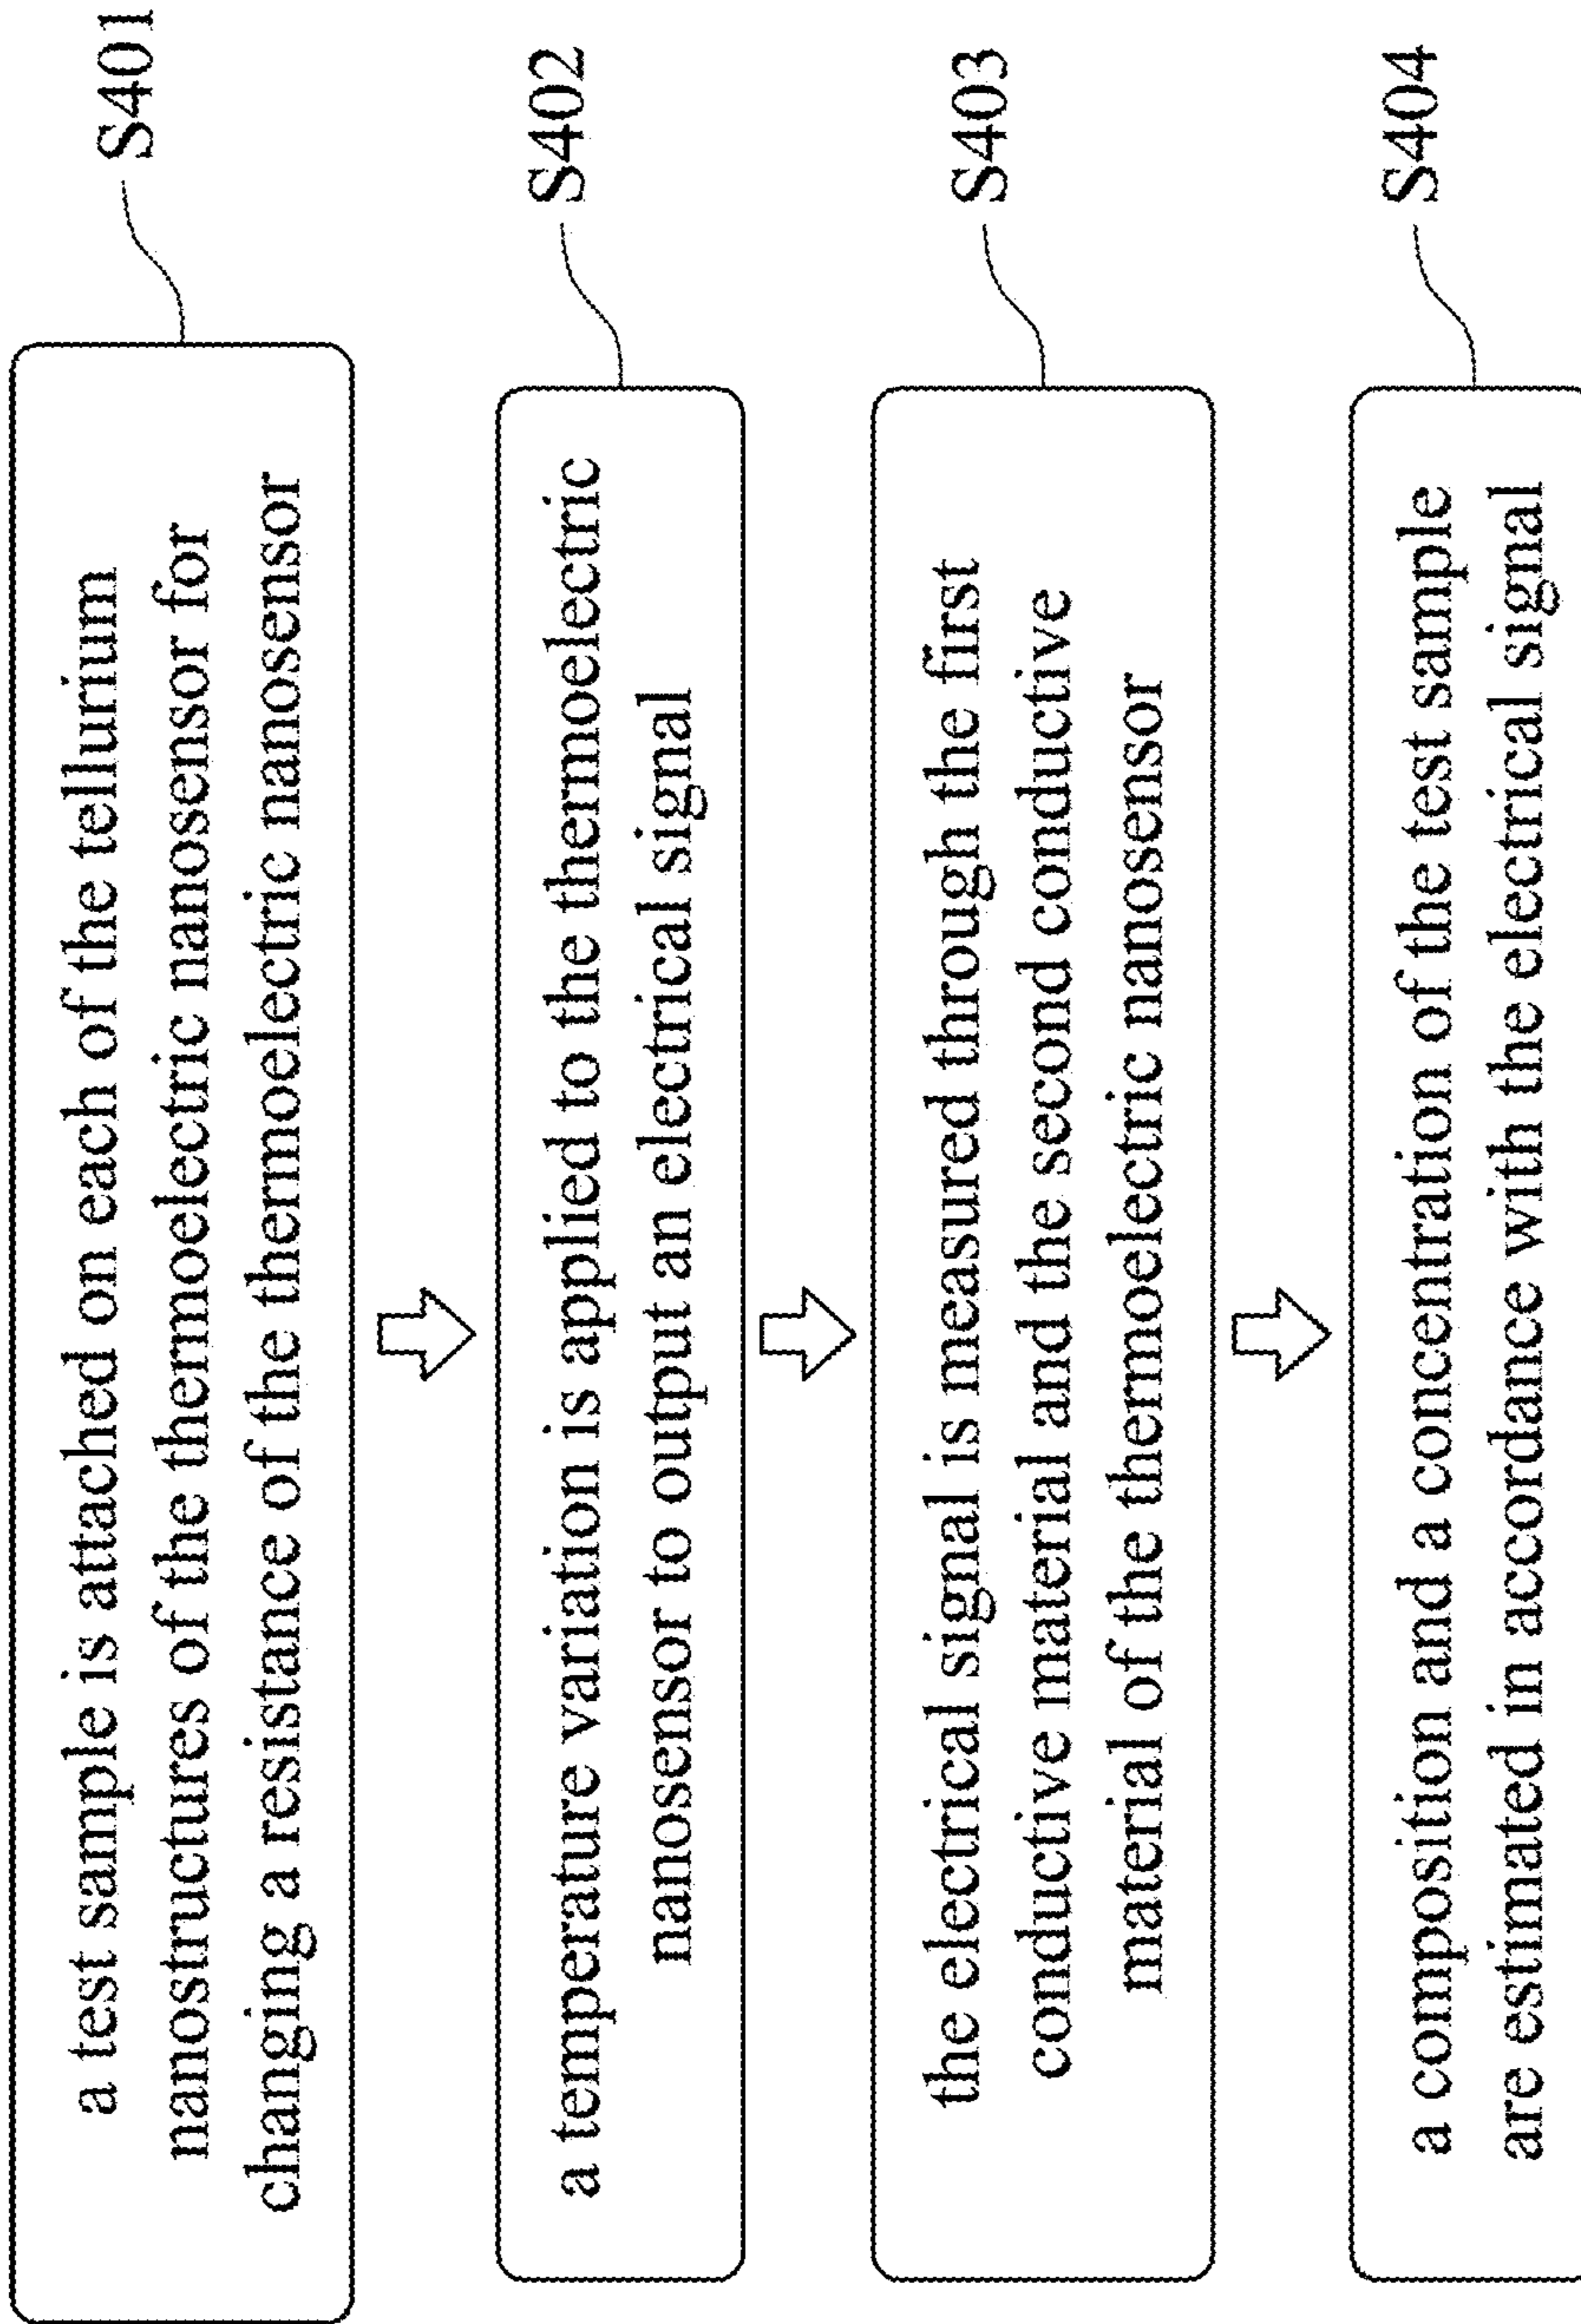 a test sample is attached on each of the tellurium
nanostructures of the thermoelectric nanosensor for
changing a resistance of the thermoelectric nanosensor
S401
a temperature variation is applied to the thermoelectric
nanosensor to output an electrical signal
S402
the electrical signal is measured through the first
conductive material and the second conductive
material of the thermoelectric nanosensor
S403
a composition and a concentration of the test sample
are estimated in accordance with the electrical signal
S404